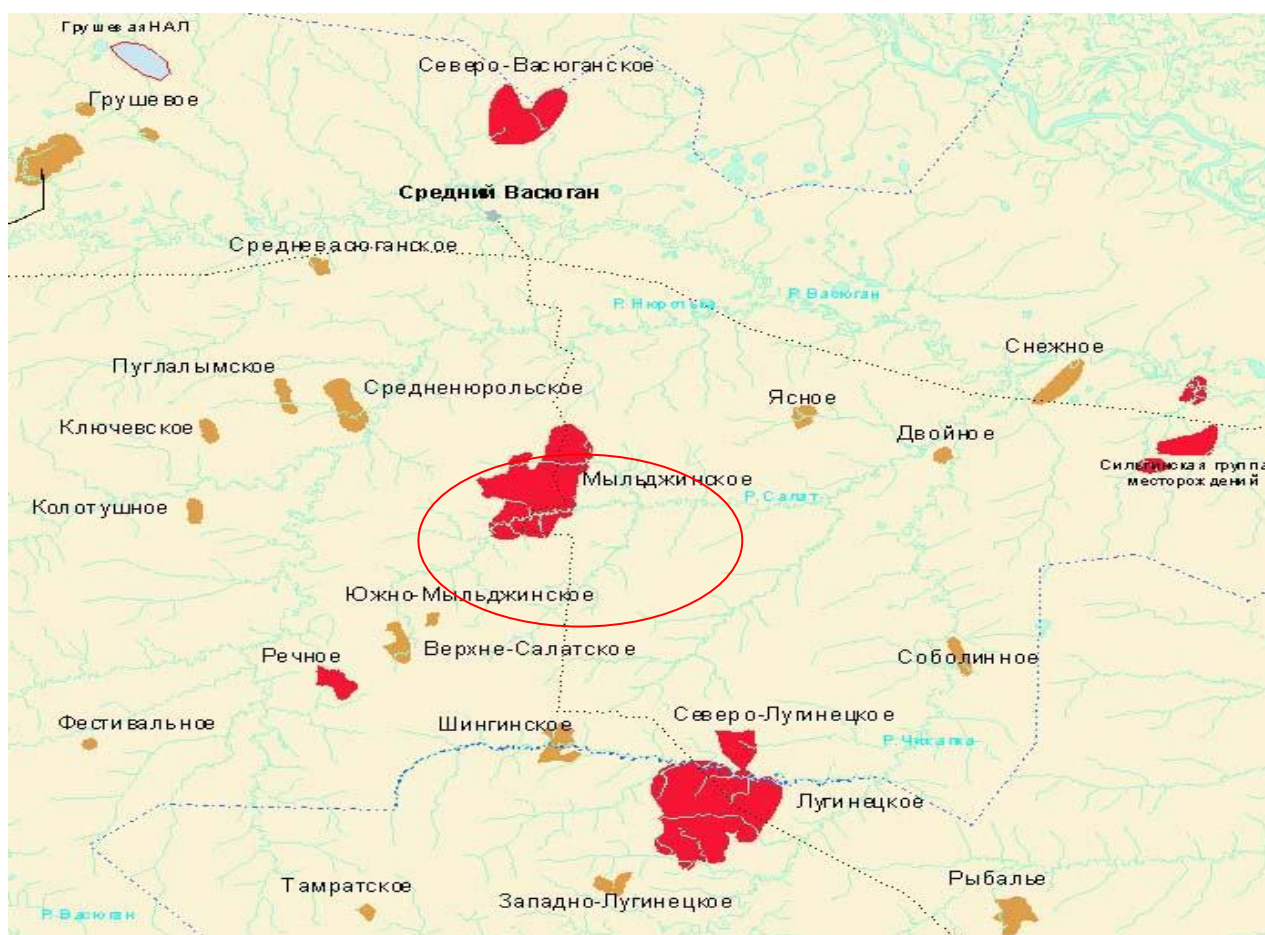 Грушевая НАЛ
Северо-Васюганское
Грушевое
Средний Васюган
Средневасюганское
Р. Нюролька
Р. Васюган
Снежное
Пуглалымское
Средненюрольское
Ясное
Ключевское
Двойное
Мыльджинское
Сильгинская группа
месторождений
Р. Салат
Колотушное
Южно-Мыльджинское
Речное
Верхне-Салатское
Соболинное
Фестивальное
Шингинское
Северо-Лугинецкое
Р. Чижапка
Лугинецкое
Тамратское
Западно-Лугинецкое
Рыбалье
Р. Васюган